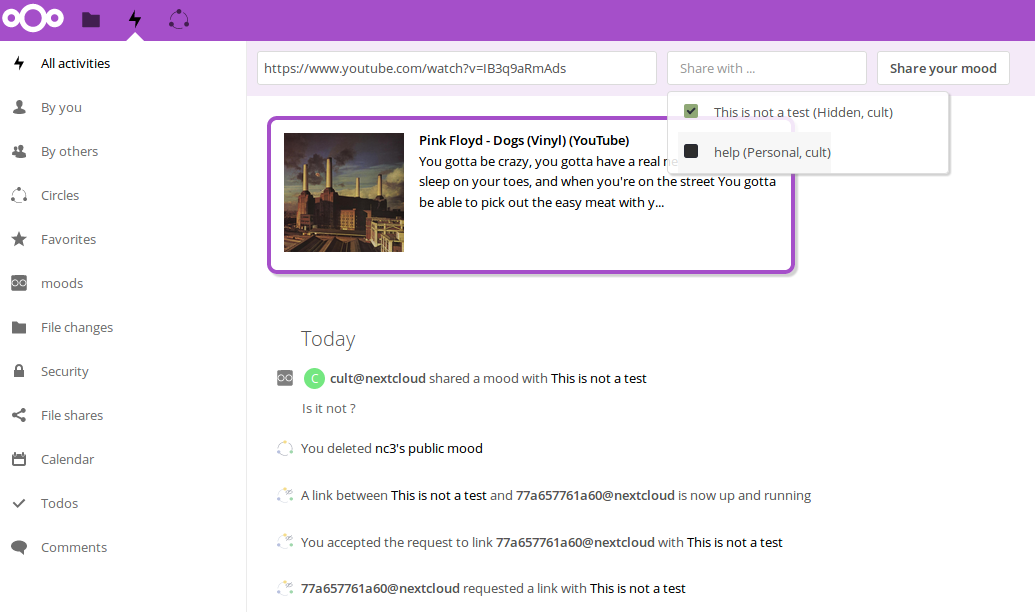 https://www.youtube.com/watch?v=IB3q9aRmAds
Share with ...
Share your mood
All activities
By you
By others
Circles
Favorites
moods
File changes
Security
File shares
Calendar
Todos
Comments
This is not a test (Hidden, cult)
help (Personal, cult)
Pink Floyd - Dogs (Vinyl) (YouTube)
You gotta be crazy, you gotta have a real
sleep on your toes, and when you're on the street You gotta
be able to pick out the easy meat with y...
Today
C cult@nextcloud shared a mood with This is not a test
Is it not ?
You deleted nc3's public mood
A link between This is not a test and 77a657761a60@nextcloud is now up and running
You accepted the request to link 77a657761a60@nextcloud with This is not a test
77a657761a60@nextcloud requested a link with This is not a test